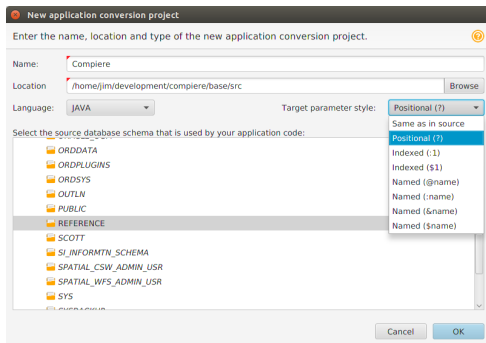 New application conversion project
Enter the name, location and type of the new application conversion project.
Name: Compiere
Location /home/jim/development/compiere/base/src Browse
Language: JAVA Target parameter style: Positional (?)
Same as in source
Positional (?)
Indexed (:1)
Indexed ($1)
Named (@name)
Named (:name)
Named (&name)
Named ($name)
Select the source database schema that is used by your application code:
ORDDATA
ORDPLUGINS
ORDSYS
OUTLN
PUBLIC
REFERENCE
SCOTT
SI_INFORMTN_SCHEMA
SPATIAL_CSW_ADMIN_USR
SPATIAL_WFS_ADMIN_USR
SYS
Cancel OK